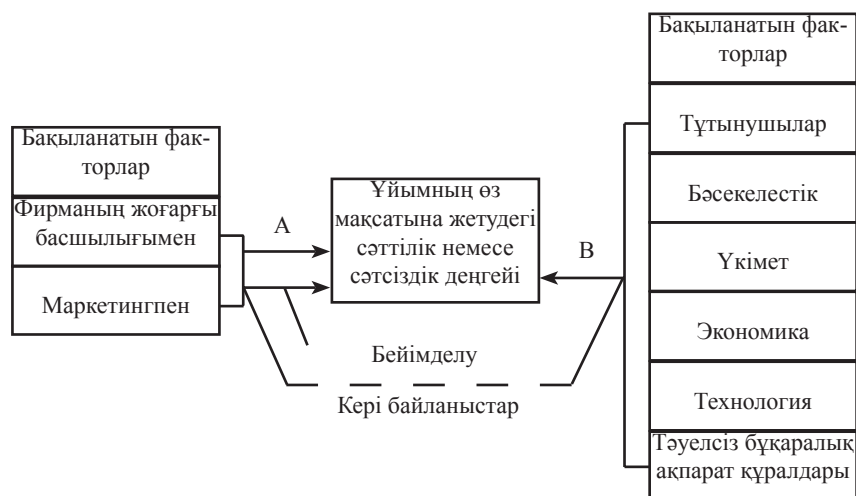 Бақыланатын фак-
торлар
Фирманың жоғарғы
басшылығымен
Маркетингпен
А
Ұйымның өз
мақсатына жетудегі
сәттілік немесе
сәтсіздік деңгейі
В
Бейімделу
Кері байланыстар
Бақыланатын фак-
торлар
Тұтынушылар
Бәсекелестік
Үкімет
Экономика
Технология
Тәуелсіз бұқаралық
ақпарат құралдары